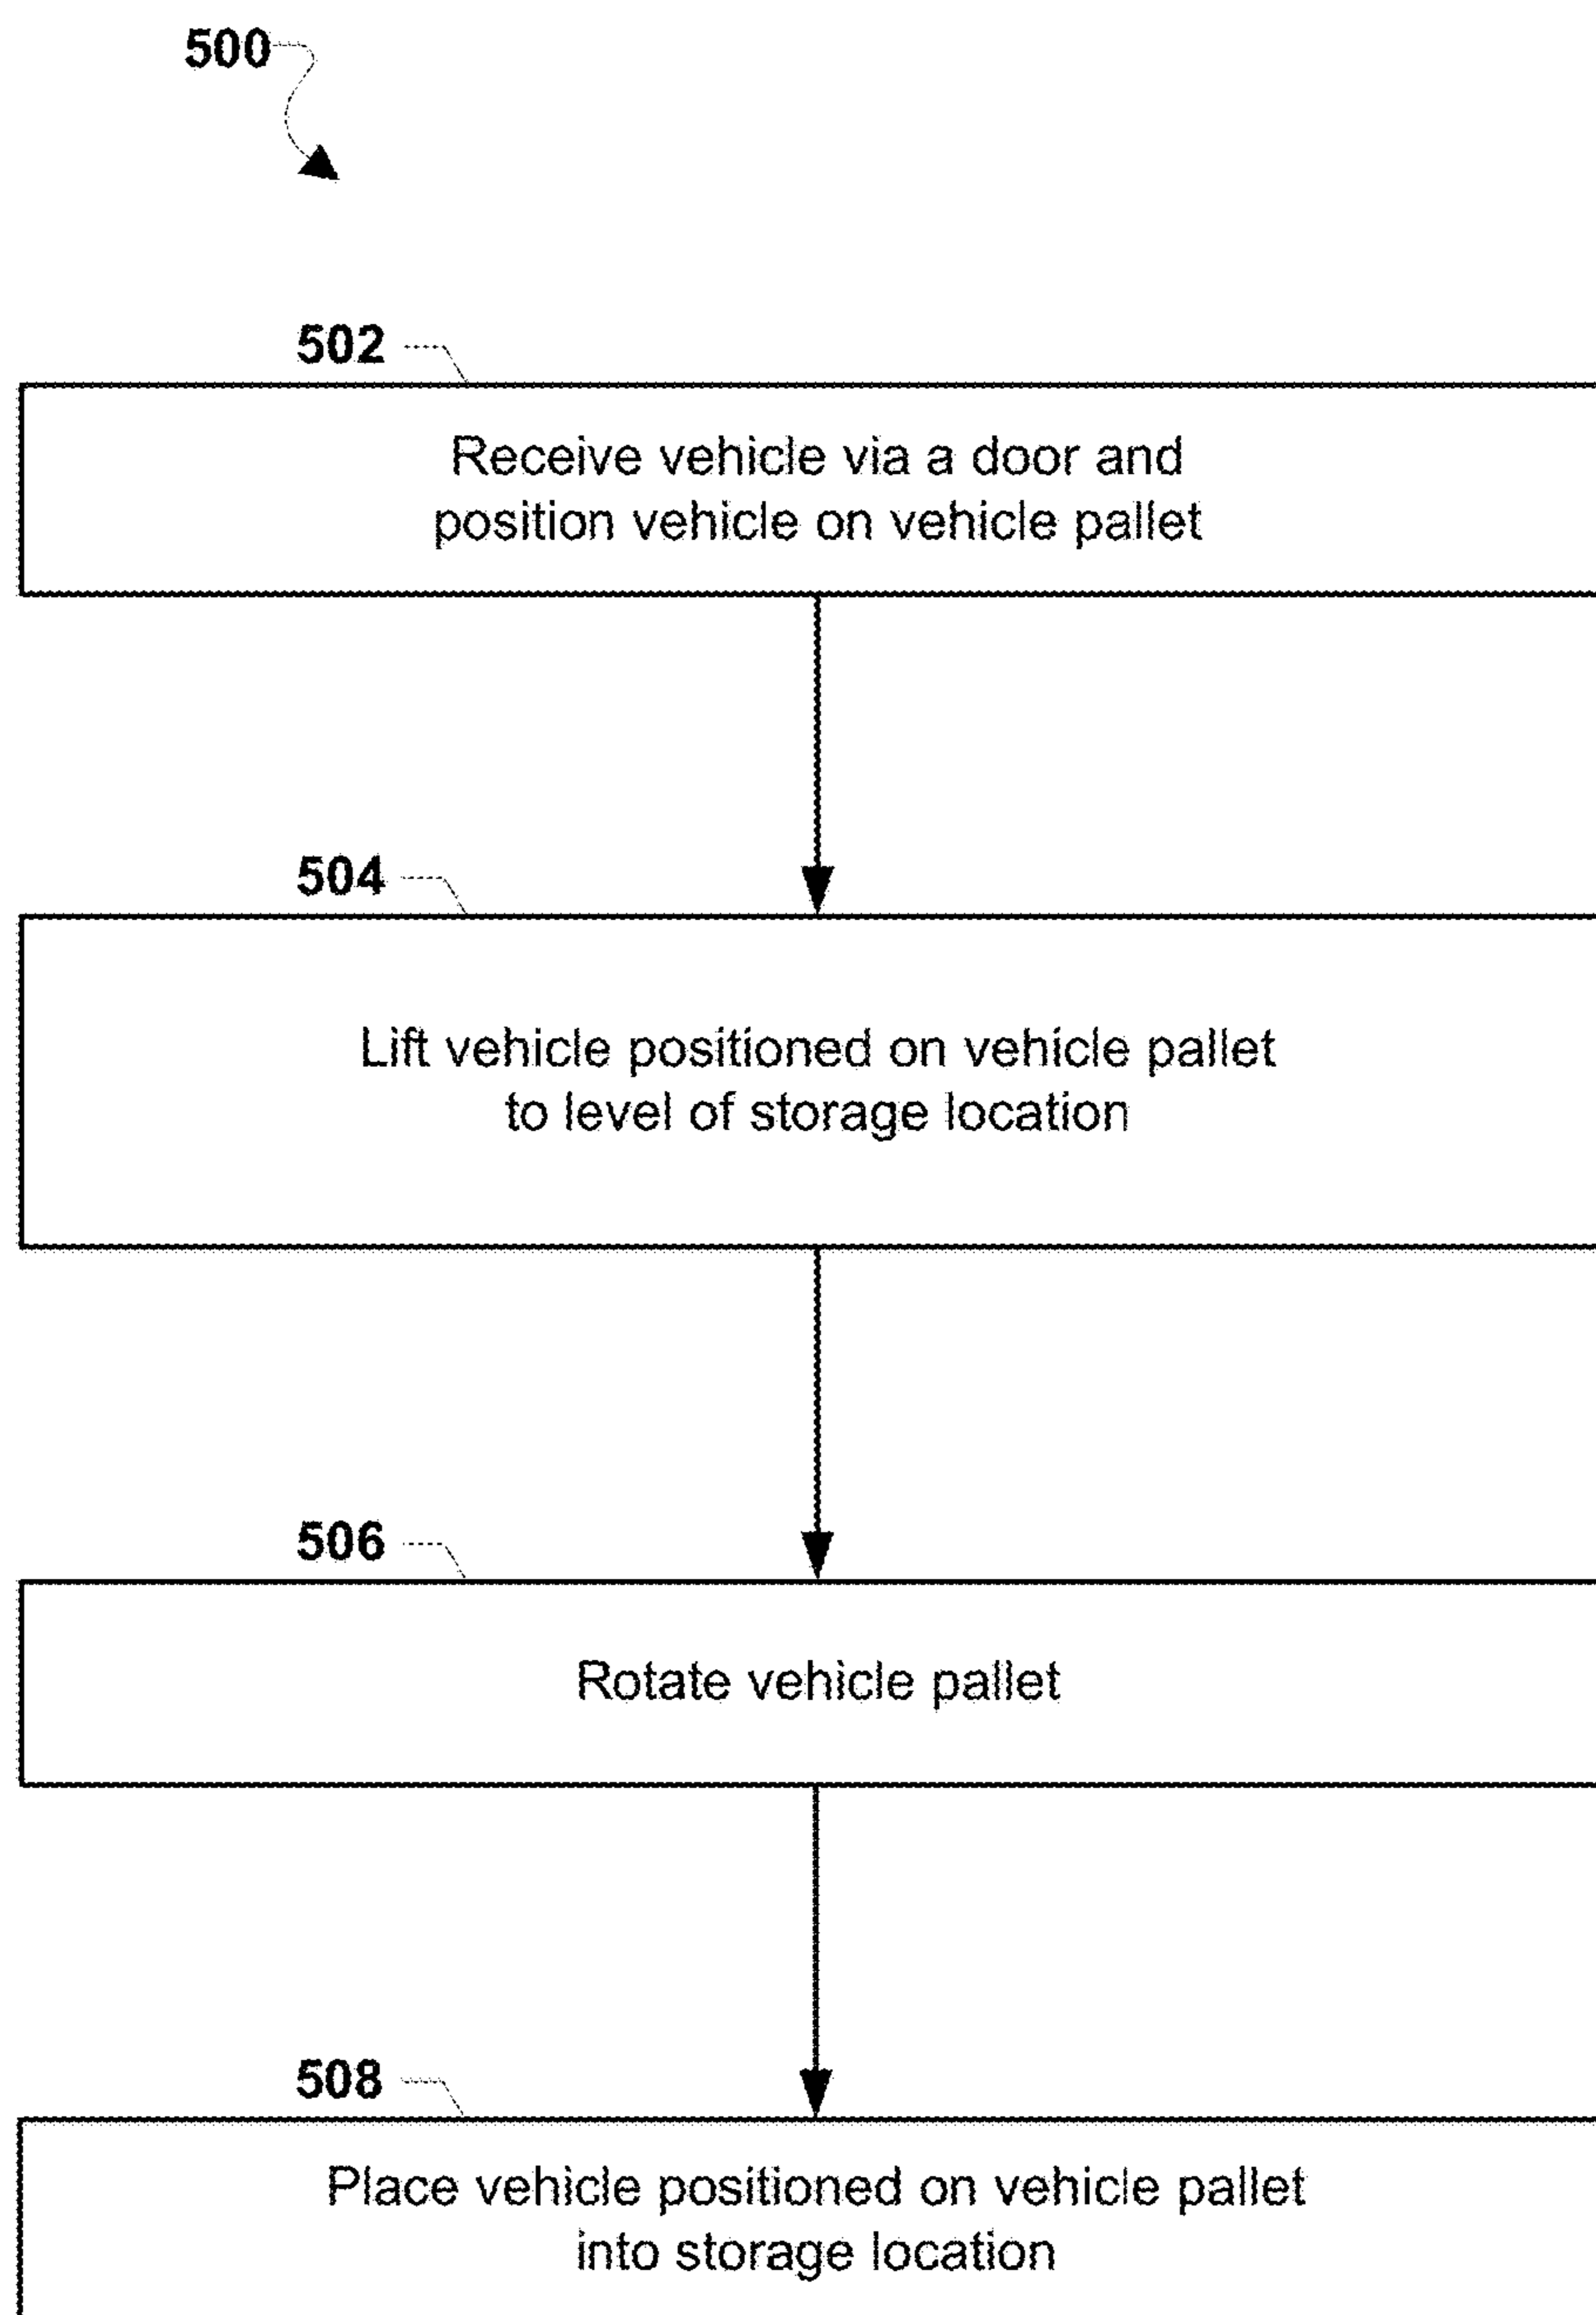 500
502
Receive vehicle via a door and
position vehicle on vehicle pallet
504
Lift vehicle positioned on vehicle pallet
to level of storage location
506
Rotate vehicle pallet
508
Place vehicle positioned on vehicle pallet
into storage location